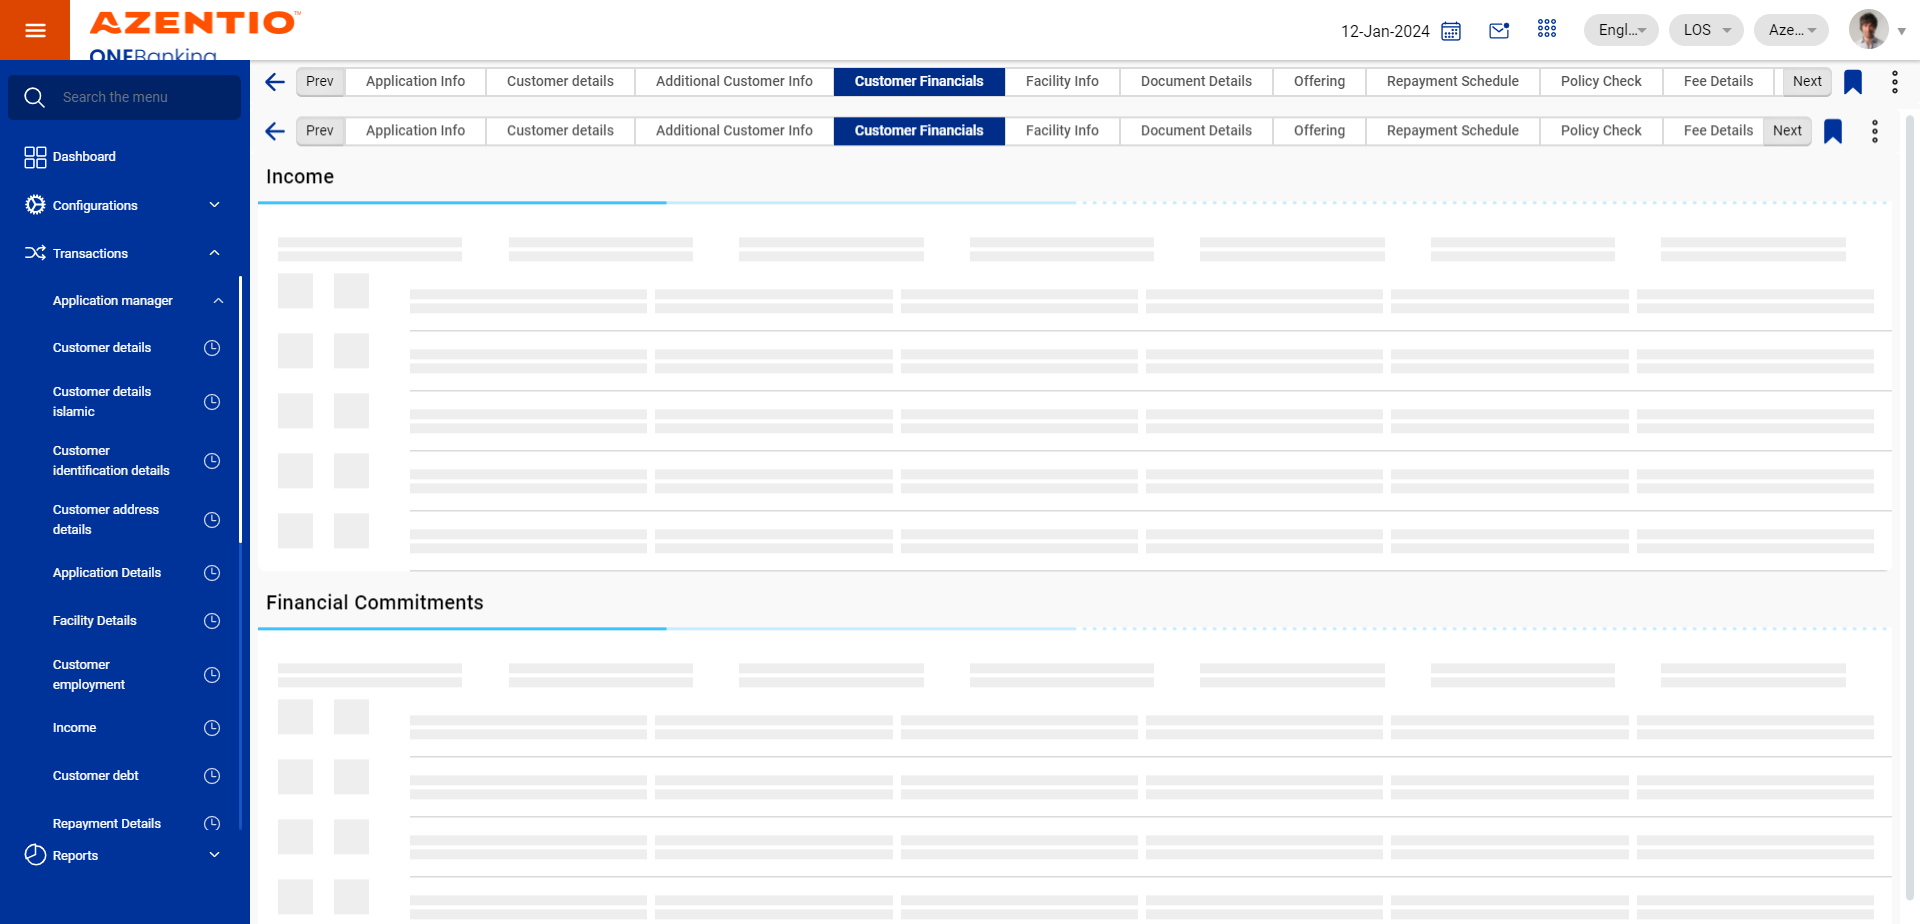 AZENTIO™
ONEBanking
12-Jan-2024
Engl...
LOS
Aze...
Search the menu
Dashboard
Configurations
Transactions
Application manager
Customer details
Customer details
islamic
Customer
identification details
Customer address
details
Application Details
Facility Details
Customer
employment
Income
Customer debt
Repayment Details
Reports
Prev Application Info Customer details Additional Customer Info Customer Financials Facility Info Document Details Offering Repayment Schedule Policy Check Fee Details Next
Prev Application Info Customer details Additional Customer Info Customer Financials Facility Info Document Details Offering Repayment Schedule Policy Check Fee Details Next
Income
Financial Commitments